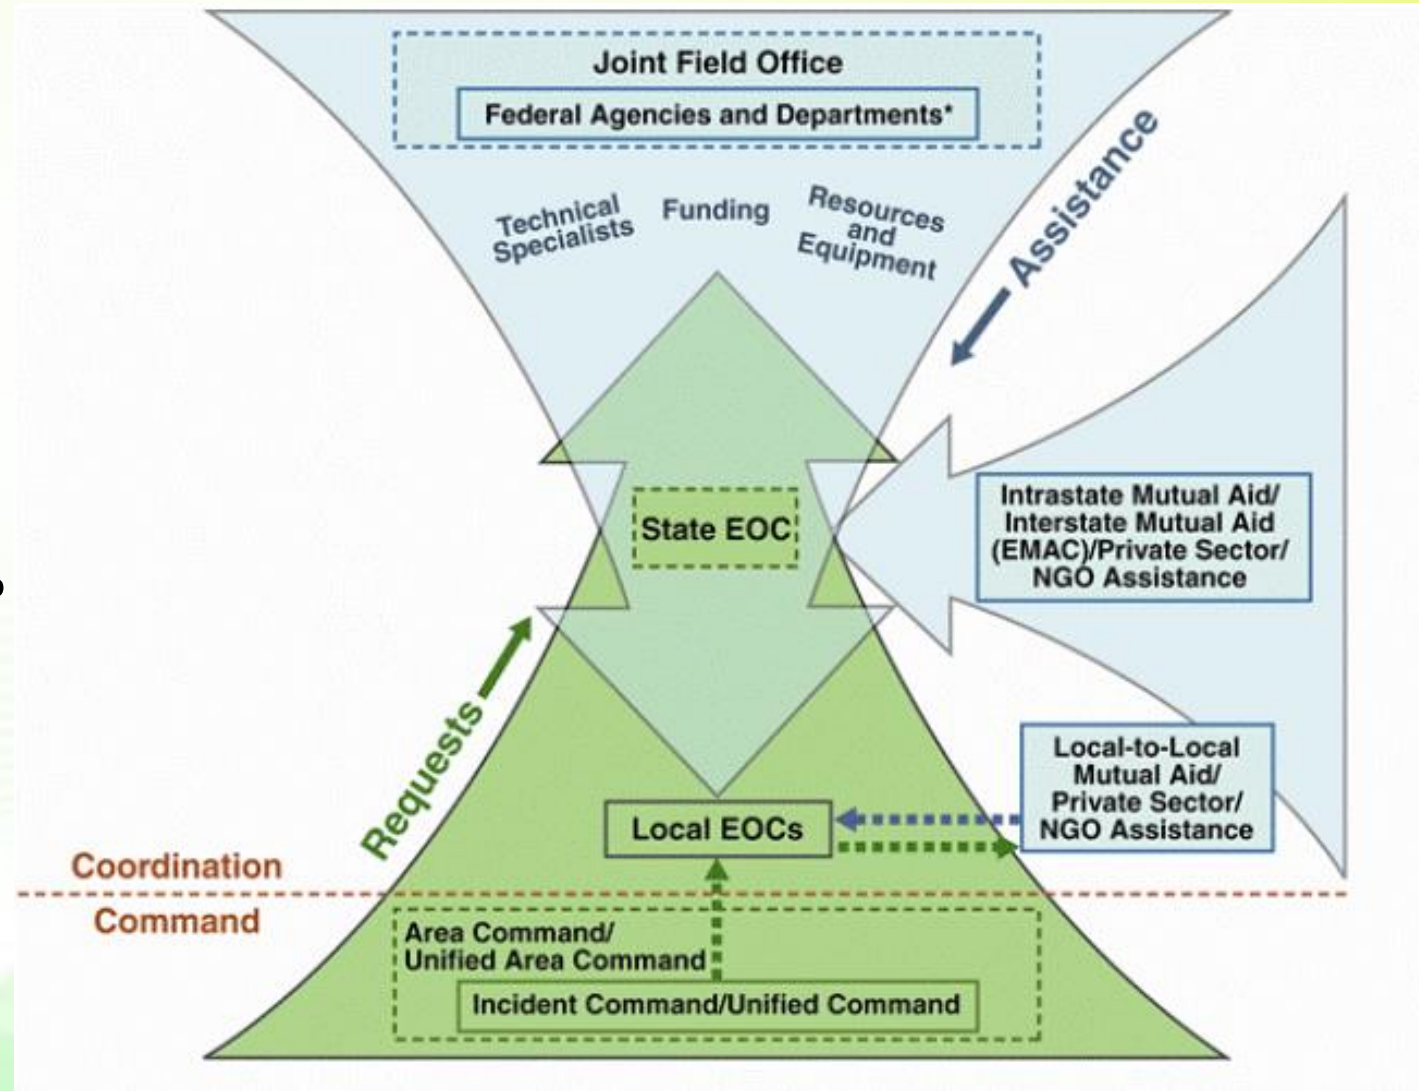 Joint Field Office
Federal Agencies and Departments*
Technical
Specialists
Funding
Resources
and
Equipment
Assistance
State EOC
Intrastate Mutual Aid/
Interstate Mutual Aid
(EMAC)/Private Sector/
NGO Assistance
Requests
Local-to-Local
Mutual Aid/
Private Sector/
NGO Assistance
Local EOCs
Coordination
Command
Area Command/
Unified Area Command
Incident Command/Unified Command